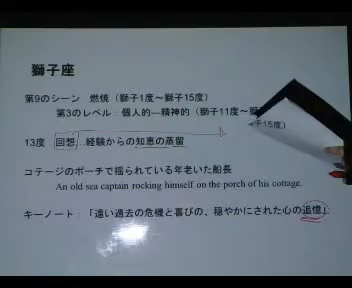 獅子座
第9のシーン 燃焼（獅子1度～獅子15度）
第3のレベル：個人的―精神的（獅子11度～獅
子15度）
13度 回想…経験からの知恵の蒸留
コテージのポーチで揺られている年老いた船長
An old sea captain rocking himself on the porch of his cottage.
キーノート：「遠い過去の危機と喜びの、穏やかにされた心の追憶」